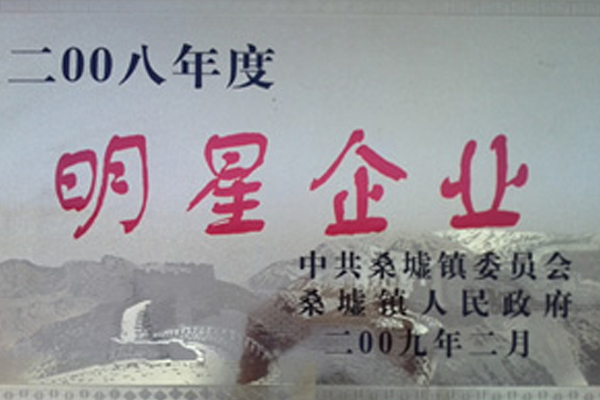 二00八年度
明星企业
中共桑墟镇委员会
桑墟镇人民政府
二00九年二月